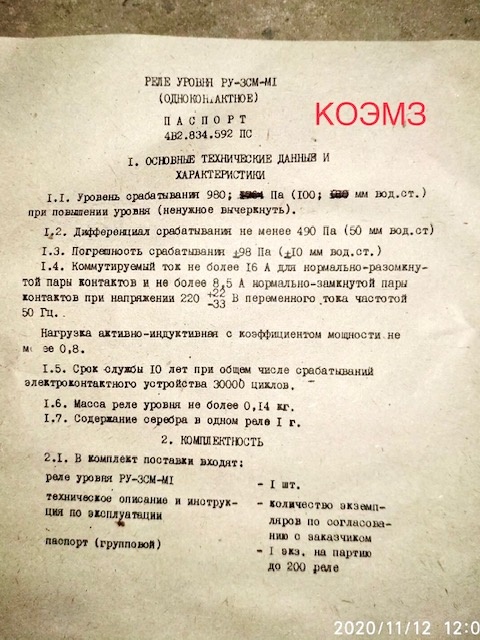 РЕЛЕ УРОВНЯ РУ-3СМ-МI
(ОДНОКОНТАКТНОЕ)
КОЭМЗ
П А С П О Р Т
4В2.834.592 ПС
I. ОСНОВНЫЕ ТЕХНИЧЕСКИЕ ДАННЫЕ И
ХАРАКТЕРИСТИКИ
I.I. Уровень срабатывания 980; Па (100; мм вод.ст.)
при повышении уровня (ненужное вычеркнуть).
I.2. Дифференциал срабатывания не менее 490 Па (50 мм вод.ст)
I.3. Погрешность срабатывания ±98 Па (±10 мм вод.ст.)
I.4. Коммутируемый ток не более 16 А для нормально-разомкну-
той пары контактов и не более 8,5 А нормально-замкнутой пары
контактов при напряжении 220 +22 -33 В переменного тока частотой
50 Гц.
Нагрузка активно-индуктивная с коэффициентом мощности не
менее 0,8.
I.5. Срок службы 10 лет при общем числе срабатываний
электроконтактного устройства 30000 циклов.
I.6. Масса реле уровня не более 0,14 кг.
I.7. Содержание серебра в одном реле I г.
2. КОМПЛЕКТНОСТЬ
2.I. В комплект поставки входят:
реле уровня РУ-3СМ-МI - I шт.
техническое описание и инструк- - количество экземп-
ция по эксплуатации ляров по согласова-
нию с заказчиком
паспорт (групповой) - I экз. на партию
до 200 реле
2020/11/12 12:0